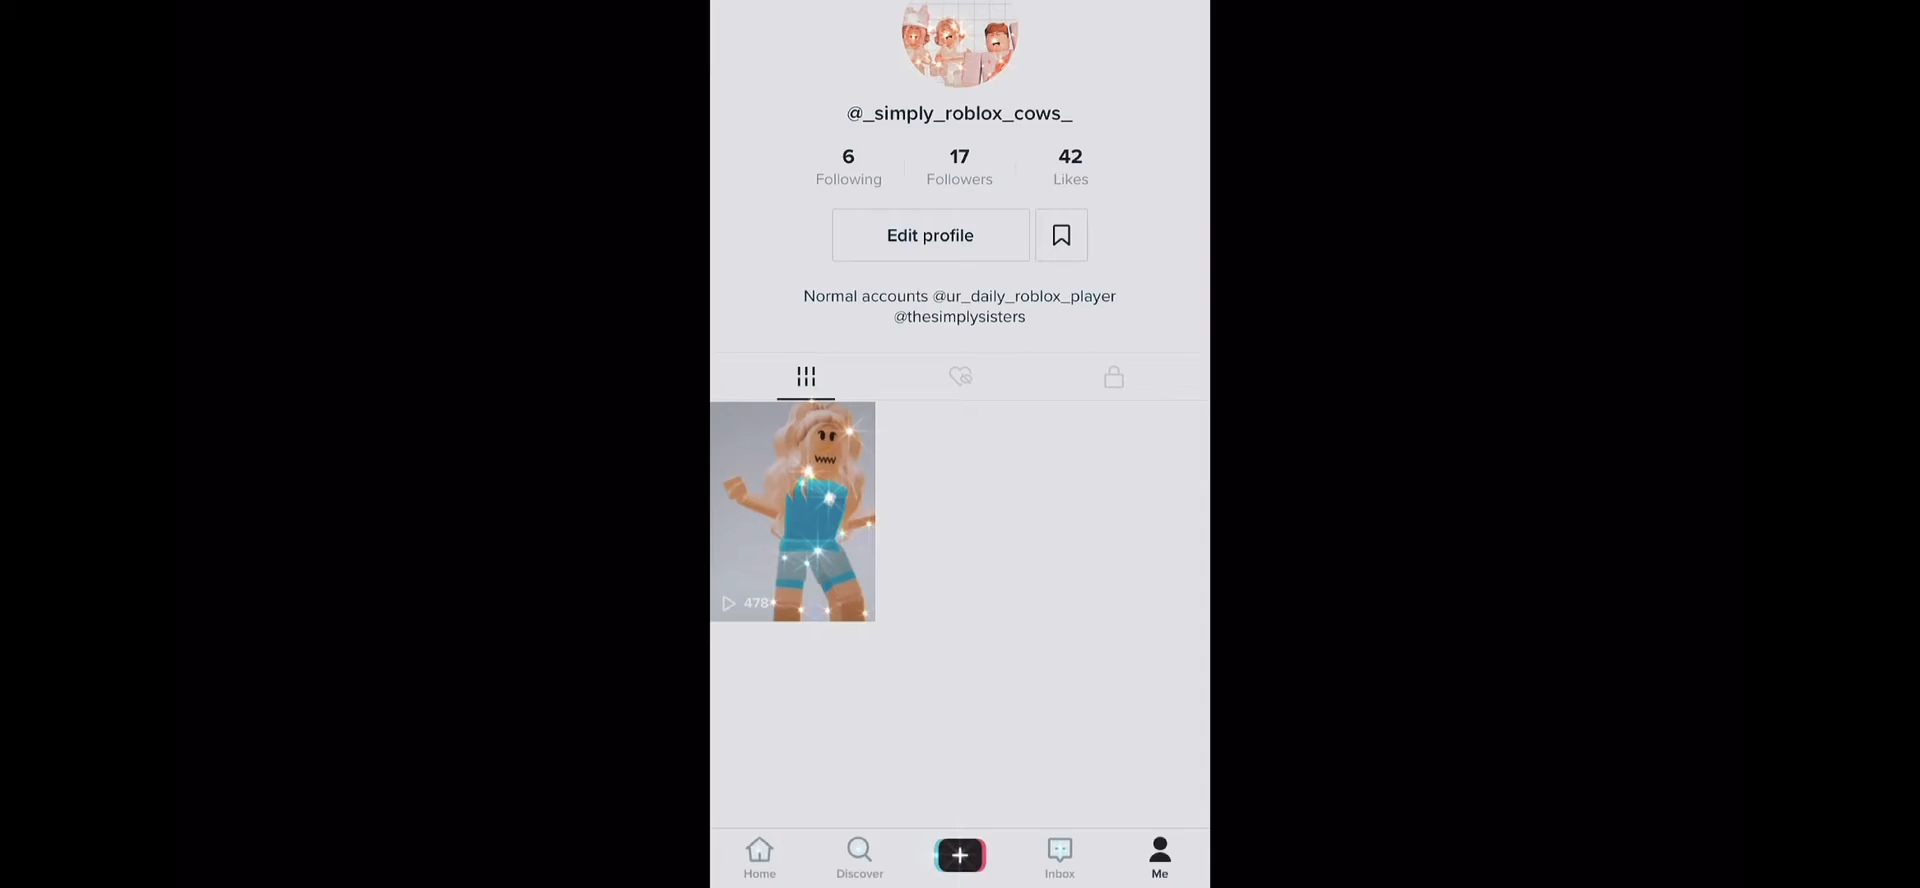 @_simply_roblox_cows_
6 17 42
Following Followers Likes
Edit profile
Normal accounts @ur_daily_roblox_player
@thesimplysisters
478
Home Discover Inbox Me